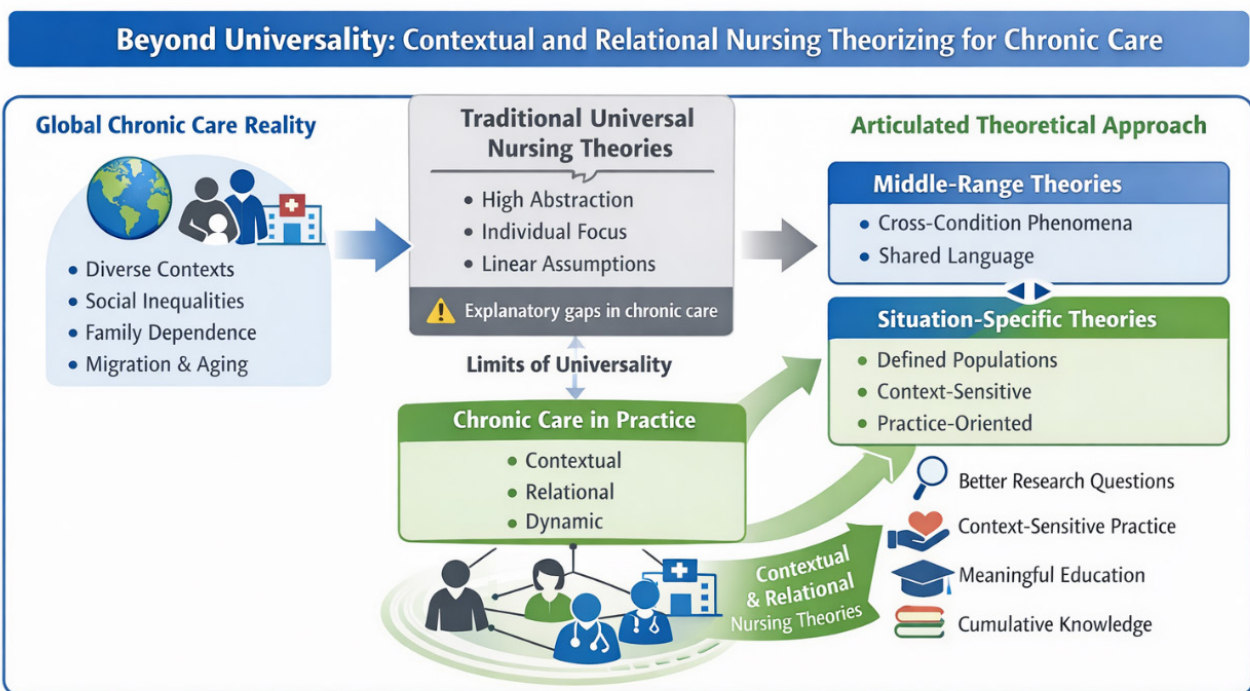 Beyond Universality: Contextual and Relational Nursing Theorizing for Chronic Care
Global Chronic Care Reality
• Diverse Contexts
• Social Inequalities
• Family Dependence
• Migration & Aging
Traditional Universal
Nursing Theories
• High Abstraction
• Individual Focus
• Linear Assumptions
Explanatory gaps in chronic care
Limits of Universality
Chronic Care in Practice
• Contextual
• Relational
• Dynamic
Contextual
& Relational
Nursing Theories
Articulated Theoretical Approach
Middle-Range Theories
• Cross-Condition Phenomena
• Shared Language
Situation-Specific Theories
• Defined Populations
• Context-Sensitive
• Practice-Oriented
Better Research Questions
Context-Sensitive Practice
Meaningful Education
Cumulative Knowledge